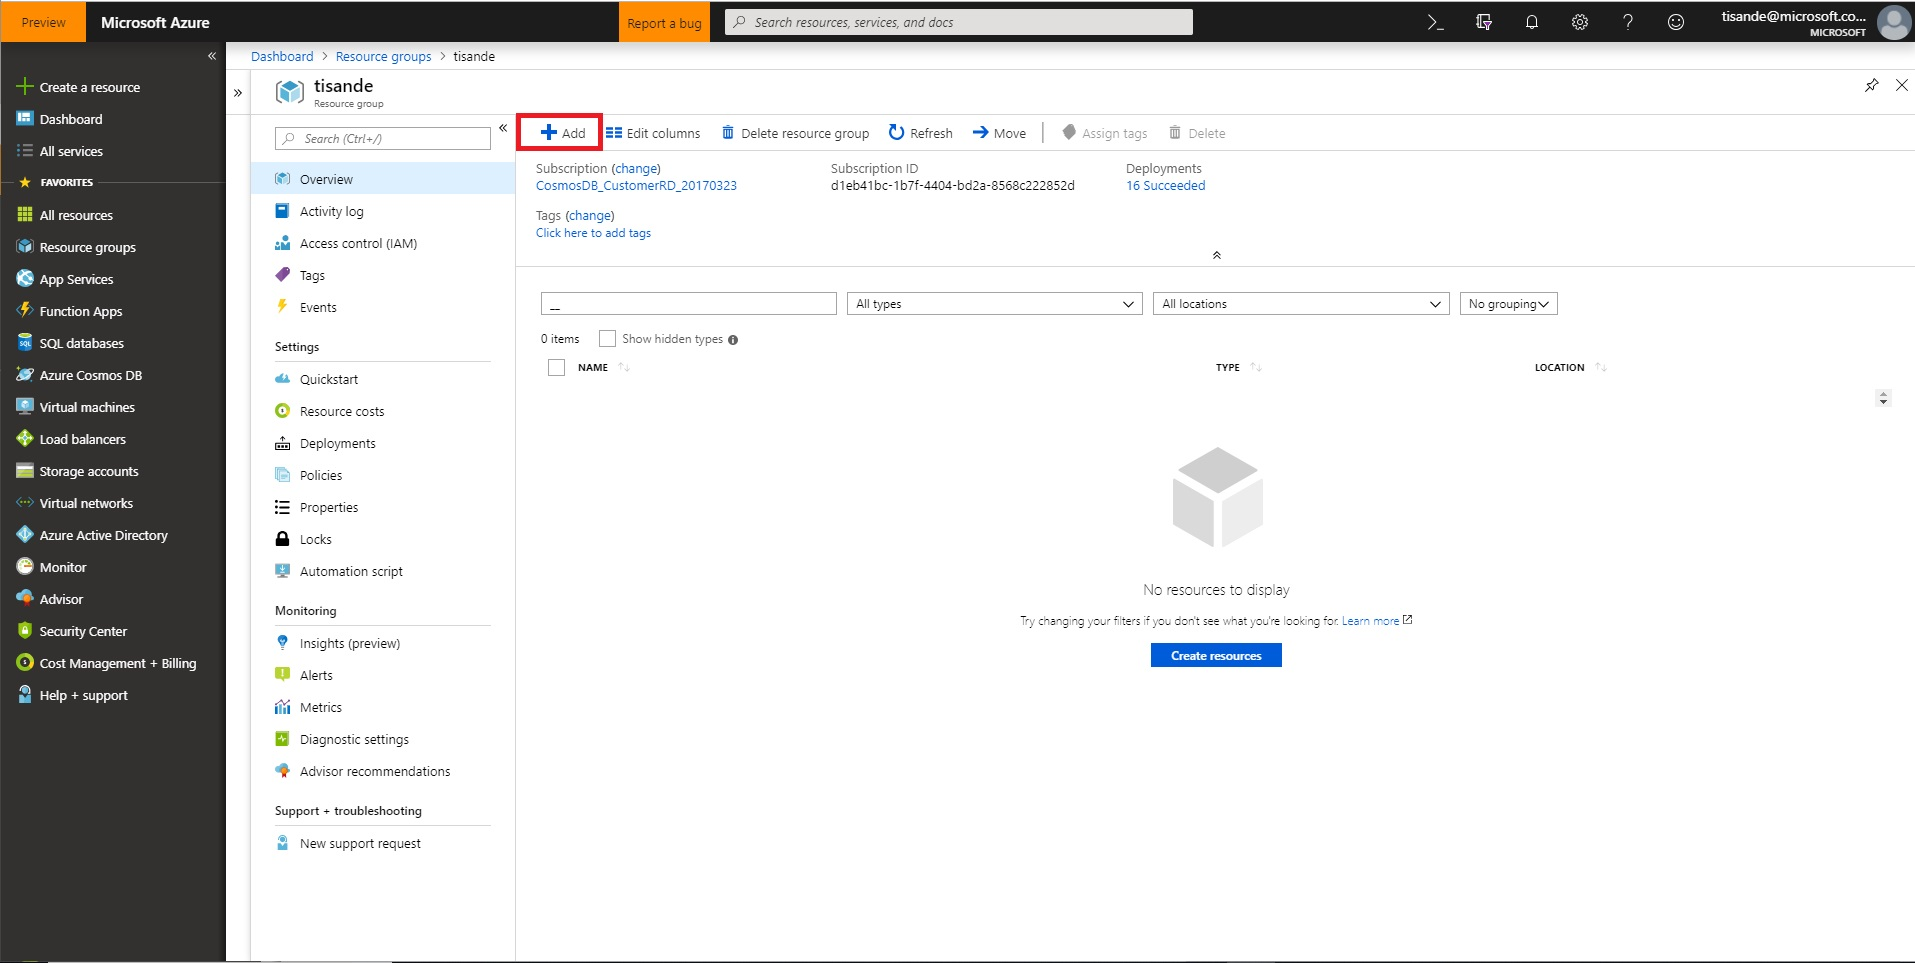 Preview
Microsoft Azure
Report a bug
Search resources, services, and docs
tisande@microsoft.co...
MICROSOFT
Create a resource
Dashboard
All services
FAVORITES
All resources
Resource groups
App Services
Function Apps
SQL databases
Azure Cosmos DB
Virtual machines
Load balancers
Storage accounts
Virtual networks
Azure Active Directory
Monitor
Advisor
Security Center
Cost Management + Billing
Help + support
Dashboard > Resource groups > tisande
tisande
Resource group
Search (Ctrl+/)
Overview
Activity log
Access control (IAM)
Tags
Events
Settings
Quickstart
Resource costs
Deployments
Policies
Properties
Locks
Automation script
Monitoring
Insights (preview)
Alerts
Metrics
Diagnostic settings
Advisor recommendations
Support + troubleshooting
New support request
Add Edit columns Delete resource group Refresh Move Assign tags Delete
Subscription (change) Subscription ID Deployments
CosmosDB_CustomerRD_20170323 d1eb41bc-1b7f-4404-bd2a-8568c222852d 16 Succeeded
Tags (change)
Click here to add tags
__ All types All locations No grouping
0 items Show hidden types
NAME TYPE LOCATION
No resources to display
Try changing your filters if you don't see what you're looking for. Learn more
Create resources